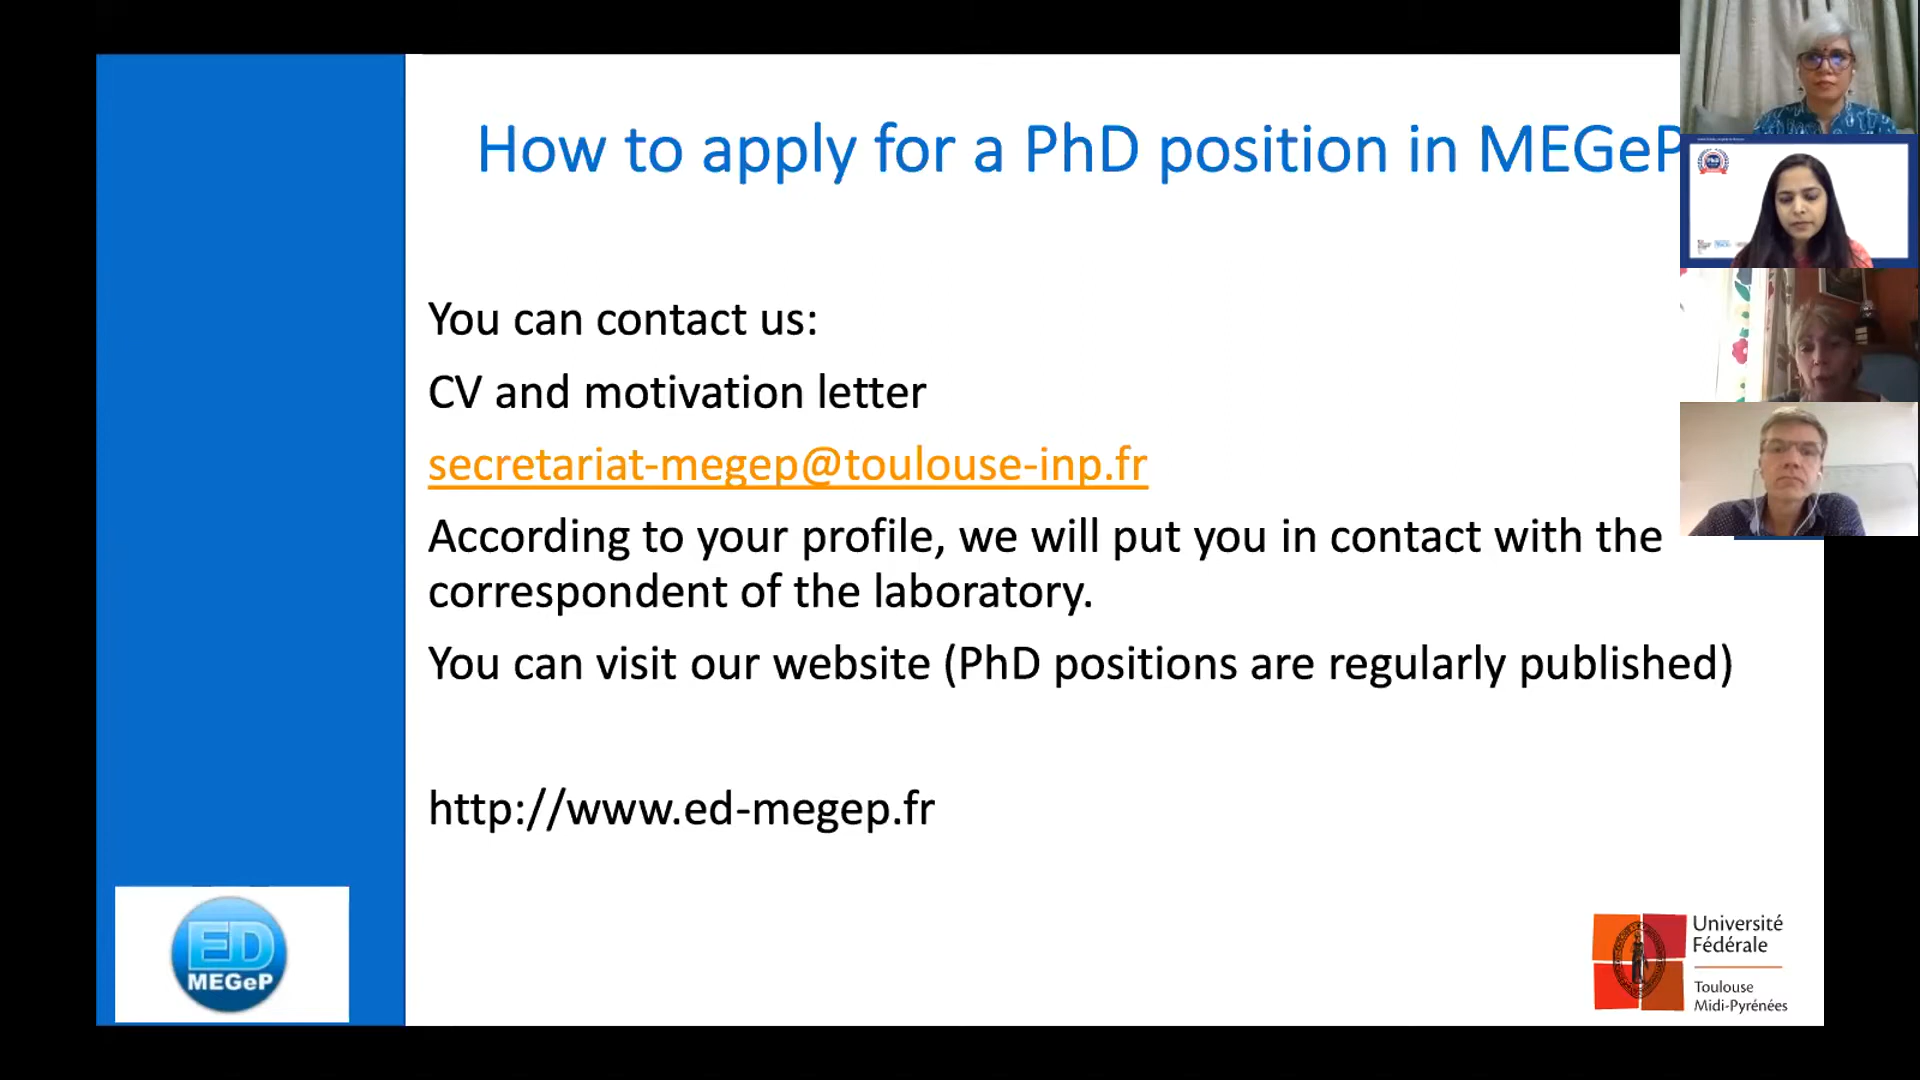 How to apply for a PhD position in MEGeP
You can contact us:
CV and motivation letter
secretariat-megep@toulouse-inp.fr
According to your profile, we will put you in contact with the
correspondent of the laboratory.
You can visit our website (PhD positions are regularly published)
http://www.ed-megep.fr
ED
MEGeP
Université
Fédérale
Toulouse
Midi-Pyrénées
PhD